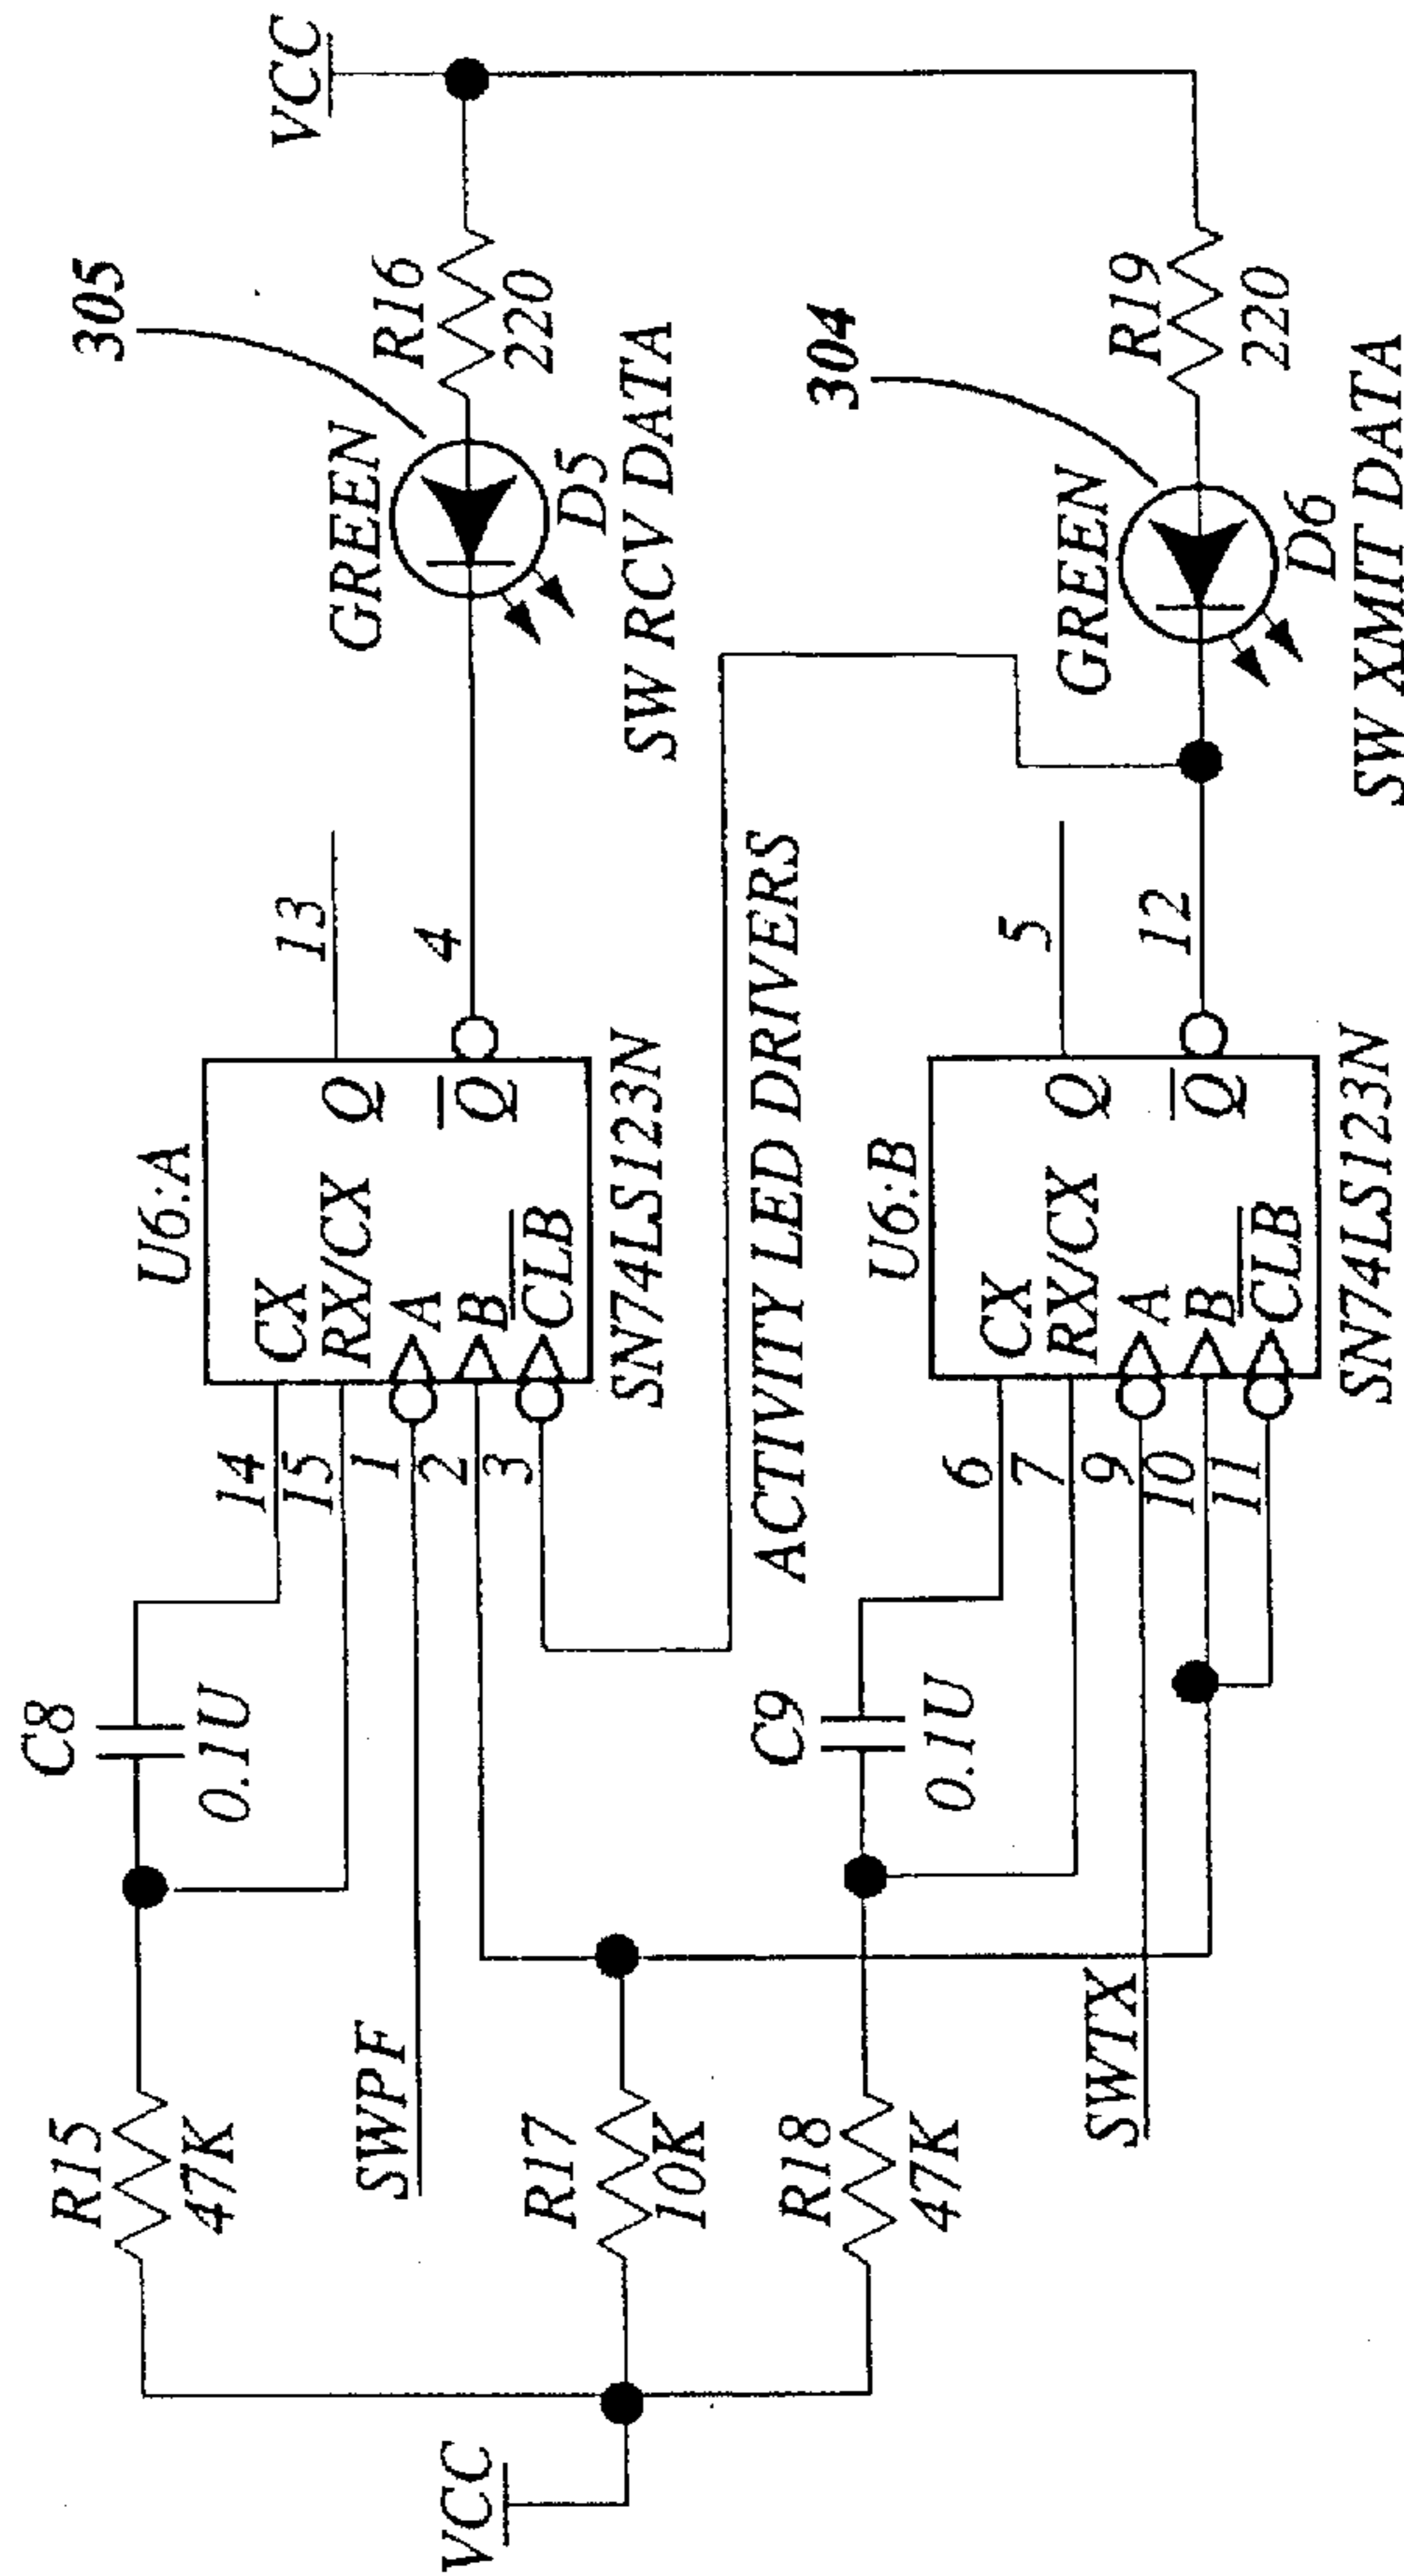 VCC
R15
47K
C8
0.1U
SWPF
R17
10K
R18
47K
C9
0.1U
SWTX
14
15
1
2
3
U6:A
CX
RX/CX
A
B
CLB
Q
Q
SN74LS123N
13
4
GREEN
D5
SW RCV DATA
305
R16
220
VCC
ACTIVITY LED DRIVERS
6
7
9
10
11
U6:B
CX
RX/CX
A
B
CLB
Q
Q
SN74LS123N
5
12
GREEN
D6
SW XMIT DATA
304
R19
220